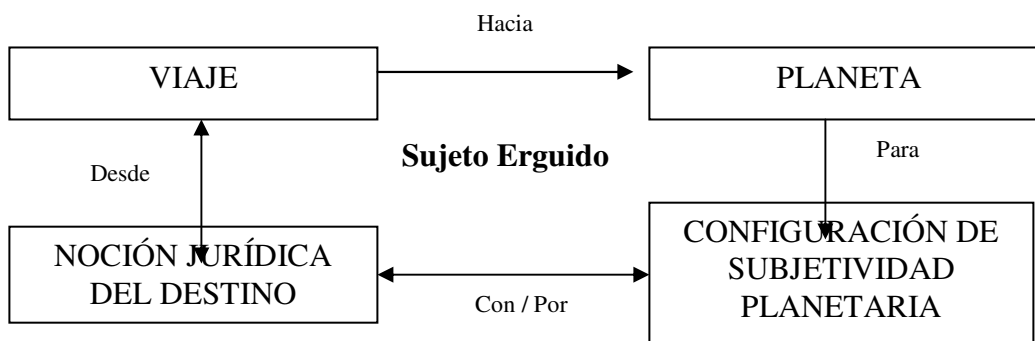 Hacia
VIAJE
PLANETA
Sujeto Erguido
Desde
Para
NOCIÓN JURÍDICA
DEL DESTINO
CONFIGURACIÓN DE
SUBJETIVIDAD
PLANETARIA
Con / Por